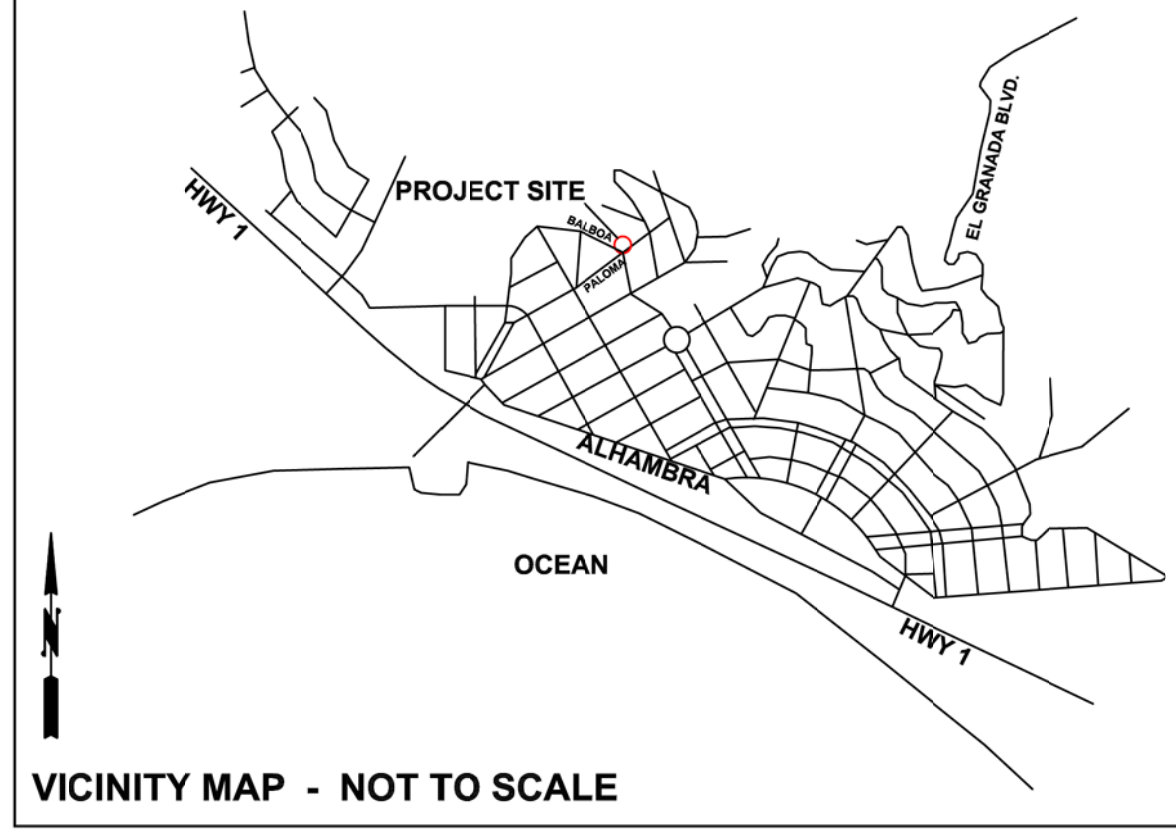 EL GRANADA BLVD.
PROJECT SITE
HWY 1
BALBOA
PALOMA
ALHAMBRA
OCEAN
N
HWY 1
VICINITY MAP - NOT TO SCALE